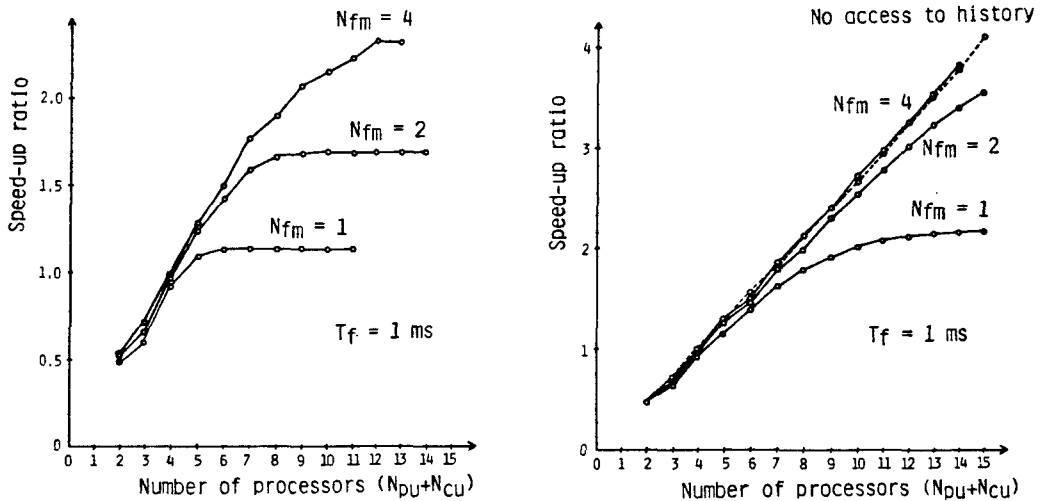 Nfm = 4
2.0
Nfm = 2
1.5
Nfm = 1
1.0
Tf = 1 ms
0.5
0
Speed-up ratio
0 1 2 3 4 5 6 7 8 9 10 11 12 13 14 15
Number of processors (NPU+NCU)
No access to history
4
Nfm = 4
Nfm = 2
3
Nfm = 1
2
Tf = 1 ms
1
0
Speed-up ratio
0 1 2 3 4 5 6 7 8 9 10 11 12 13 14 15
Number of processors (NPU+NCU)